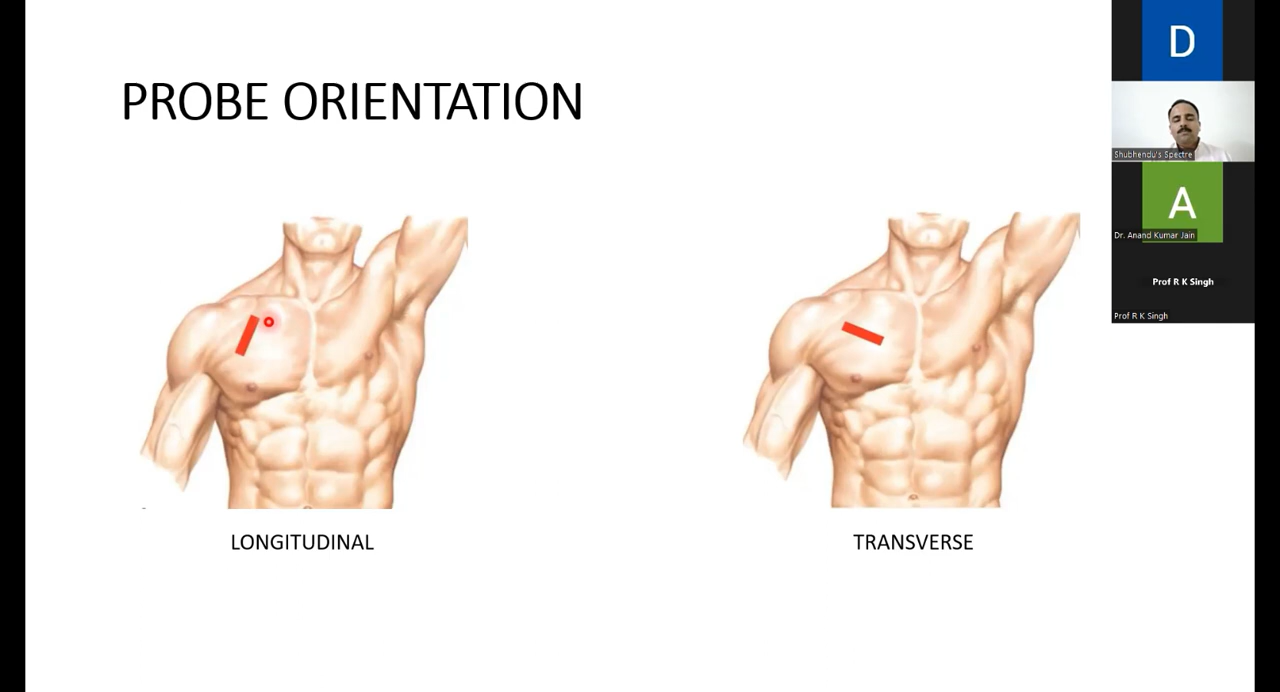 PROBE ORIENTATION
LONGITUDINAL
TRANSVERSE
D
Shubhendu's Spectre
A
Dr. Anand Kumar Jain
Prof R K Singh
Prof R K Singh